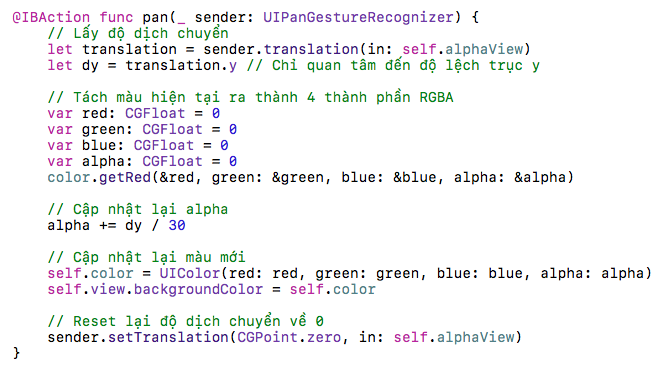 @IBAction func pan(_ sender: UIPanGestureRecognizer) {
// Lấy độ dịch chuyển
let translation = sender.translation(in: self.alphaView)
let dy = translation.y // Chỉ quan tâm đến độ lệch trục y
// Tách màu hiện tại ra thành 4 thành phần RGBA
var red: CGFloat = 0
var green: CGFloat = 0
var blue: CGFloat = 0
var alpha: CGFloat = 0
color.getRed(&red, green: &green, blue: &blue, alpha: &alpha)
// Cập nhật lại alpha
alpha += dy / 30
// Cập nhật lại màu mới
self.color = UIColor(red: red, green: green, blue: blue, alpha: alpha)
self.view.backgroundColor = self.color
// Reset lại độ dịch chuyển về 0
sender.setTranslation(CGPoint.zero, in: self.alphaView)
}